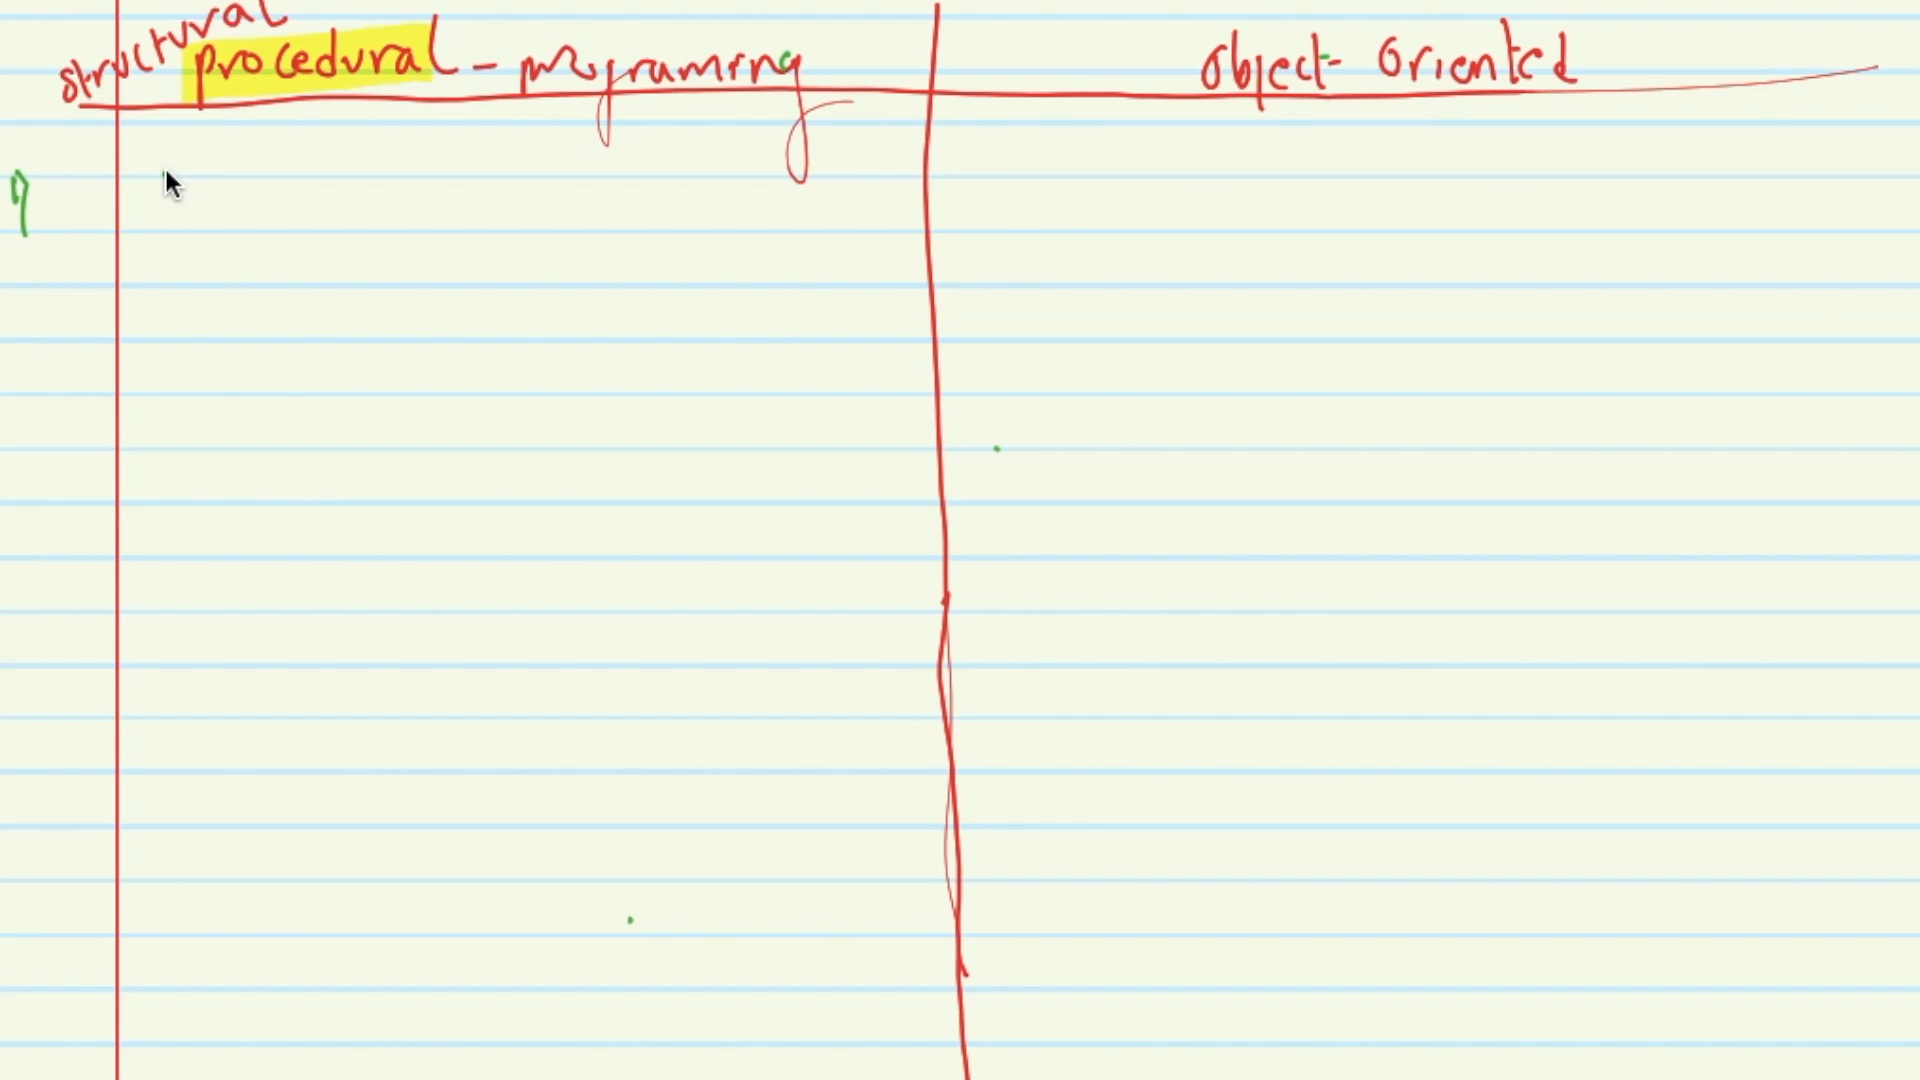 structural
procedural - programing
Object - Oriented